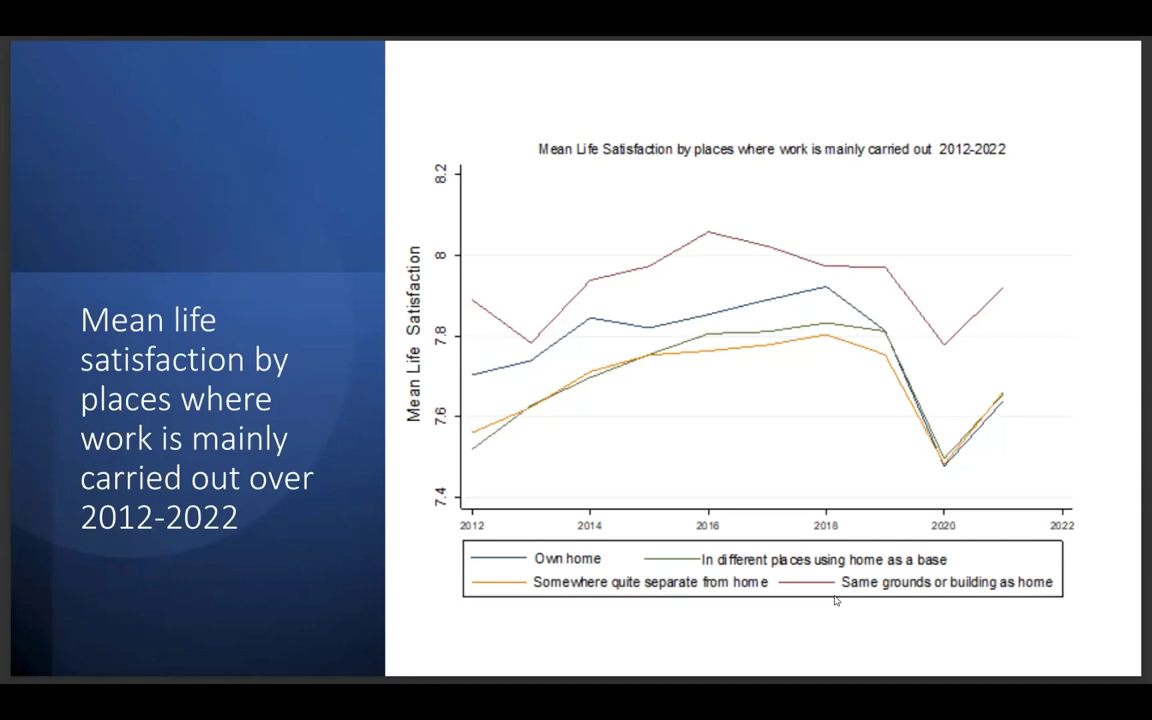 Mean life
satisfaction by
places where
work is mainly
carried out over
2012-2022
Mean Life Satisfaction by places where work is mainly carried out 2012-2022
Mean Life Satisfaction
8.2
8
7.8
7.6
7.4
2012 2014 2016 2018 2020 2022
Own home In different places using home as a base
Somewhere quite separate from home Same grounds or building as home